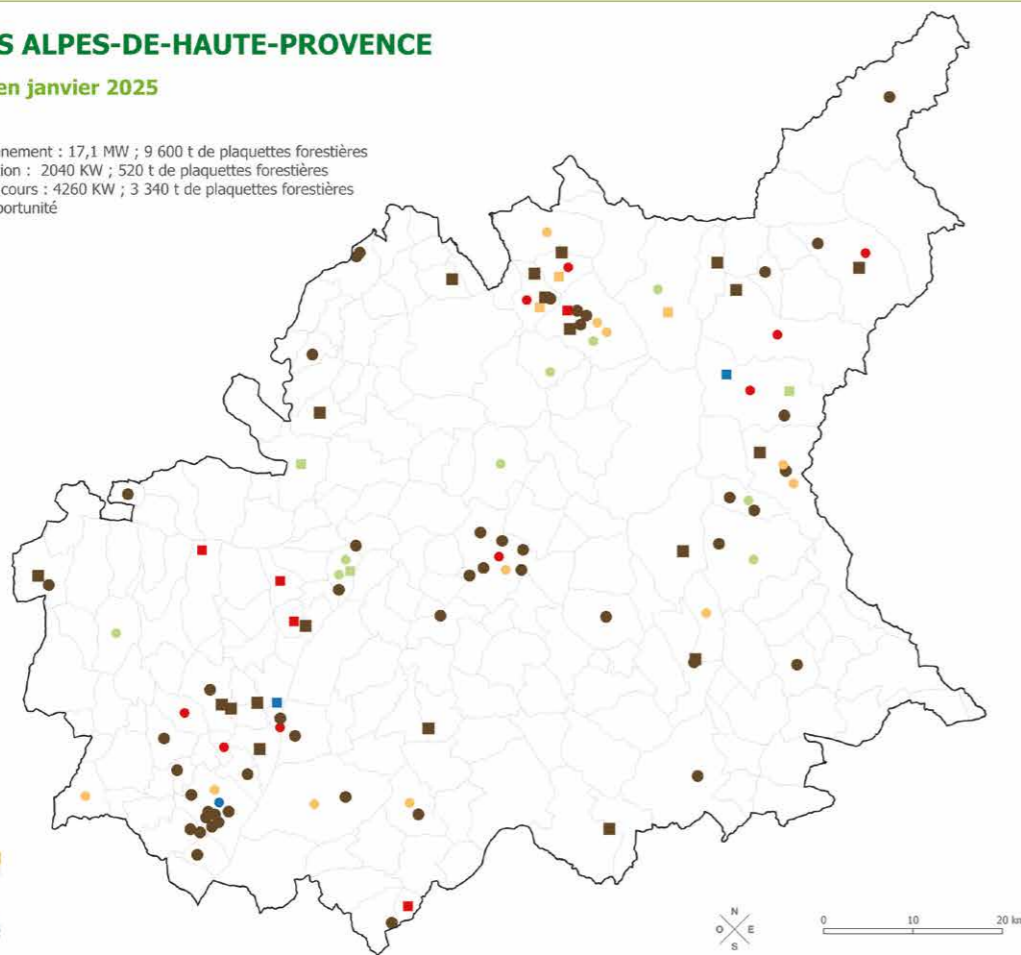 S ALPES-DE-HAUTE-PROVENCE
en janvier 2025
nement : 17,1 MW ; 9 600 t de plaquettes forestières
ion : 2040 KW ; 520 t de plaquettes forestières
cours : 4260 KW ; 3 340 t de plaquettes forestières
portunité
N
O E
S
0 10 20 km